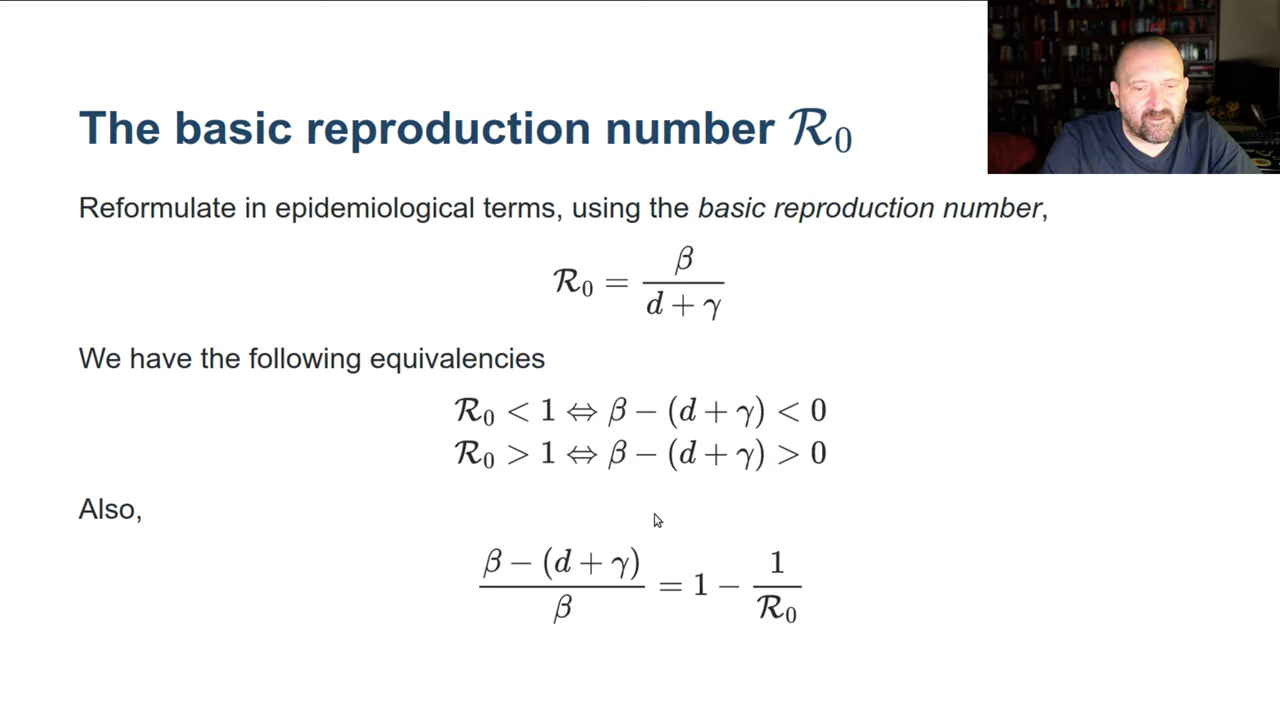 The basic reproduction number ℛ₀
Reformulate in epidemiological terms, using the basic reproduction number,
ℛ₀ = β / (d + γ)
We have the following equivalencies
ℛ₀ < 1 ⇔ β − (d + γ) < 0
ℛ₀ > 1 ⇔ β − (d + γ) > 0
Also,
(β − (d + γ)) / β = 1 − 1 / ℛ₀